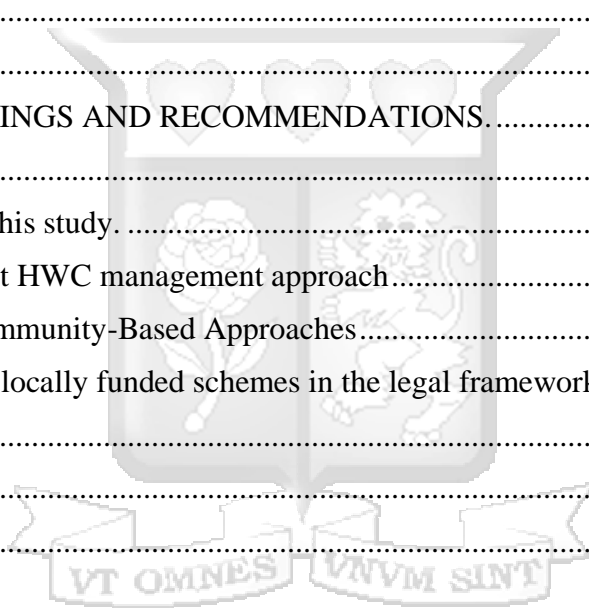 ................................................................................
................................................................................
INGS AND RECOMMENDATIONS. ................
................................................................................
his study. ................................................................
t HWC management approach .........................
mmunity-Based Approaches .............................
locally funded schemes in the legal framework
................................................................................
................................................................................
................................................................................
VT OMNES VNVM SINT